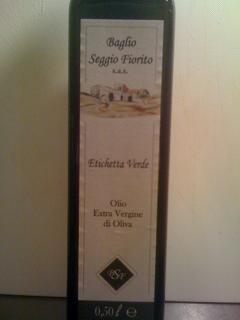 Baglio
Seggio Fiorito
s.a.s.
Etichetta Verde
Olio
Extra Vergine
di Oliva
BSF
0,50 ℓ ℮